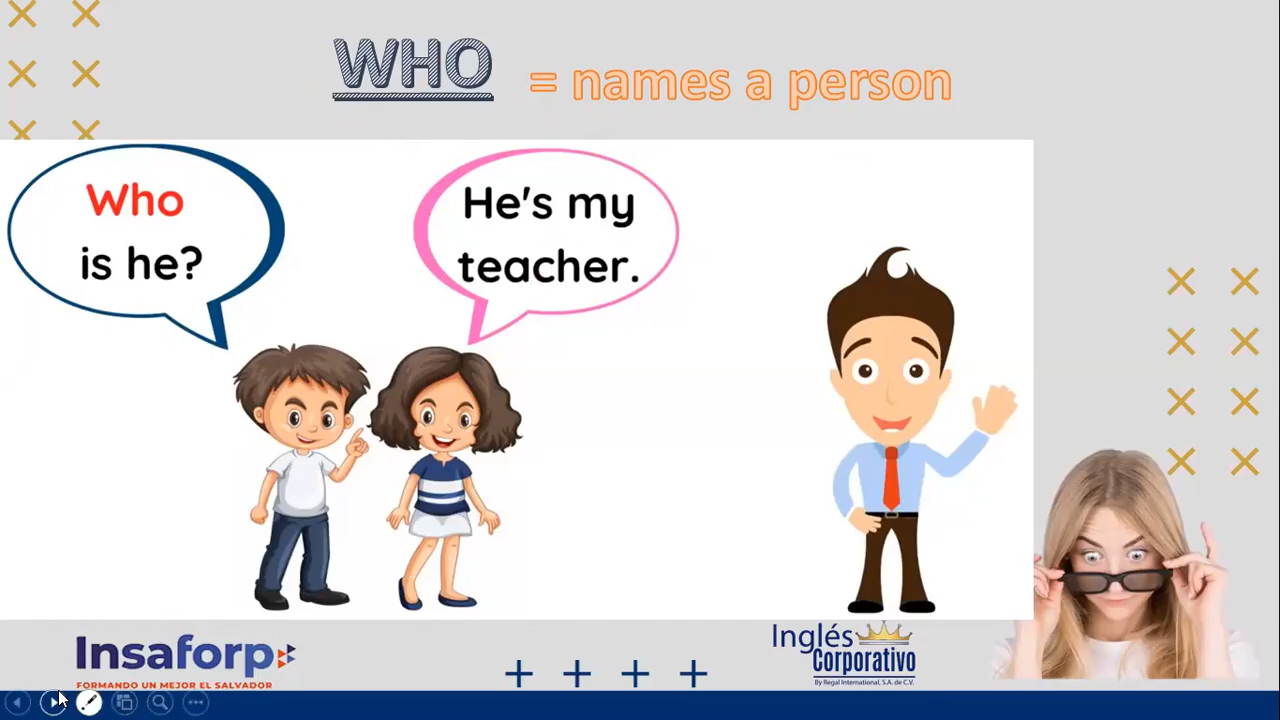 WHO = names a person
Who
is he?
He's my
teacher.
Insaforp
FORMANDO UN MEJOR EL SALVADOR
Inglés
Corporativo
By Regal International, S.A. de C.V.